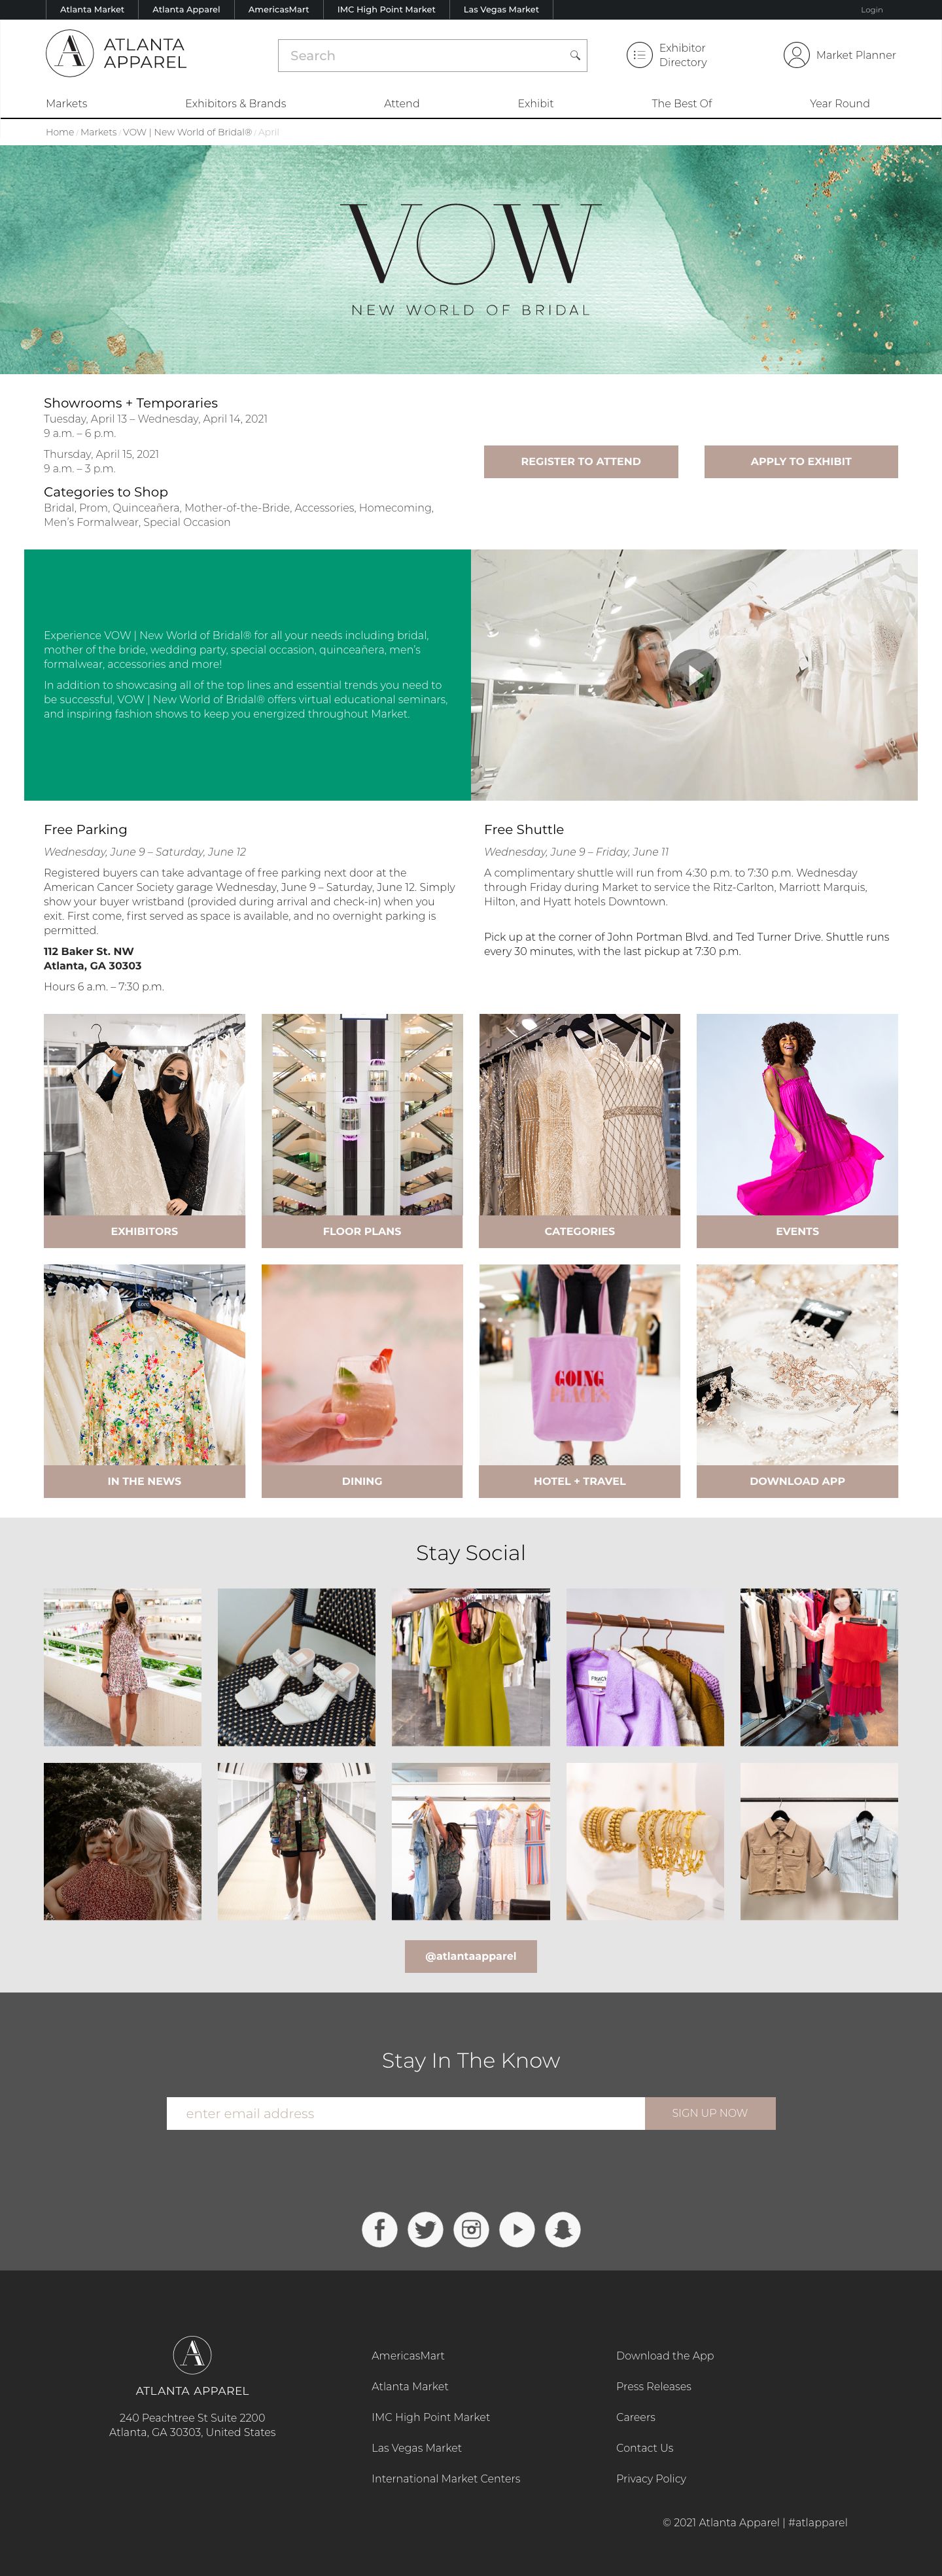 Atlanta Market
Atlanta Apparel
AmericasMart
IMC High Point Market
Las Vegas Market
Login
A
ATLANTA
APPAREL
Search
Exhibitor
Directory
Market Planner
Markets
Exhibitors & Brands
Attend
Exhibit
The Best Of
Year Round
Home / Markets / VOW | New World of Bridal® / April
VOW
NEW WORLD OF BRIDAL
Showrooms + Temporaries
Tuesday, April 13 – Wednesday, April 14, 2021
9 a.m. – 6 p.m.
Thursday, April 15, 2021
9 a.m. – 3 p.m.
Categories to Shop
Bridal, Prom, Quinceañera, Mother-of-the-Bride, Accessories, Homecoming,
Men's Formalwear, Special Occasion
REGISTER TO ATTEND
APPLY TO EXHIBIT
Experience VOW | New World of Bridal® for all your needs including bridal,
mother of the bride, wedding party, special occasion, quinceañera, men's
formalwear, accessories and more!
In addition to showcasing all of the top lines and essential trends you need to
be successful, VOW | New World of Bridal® offers virtual educational seminars,
and inspiring fashion shows to keep you energized throughout Market.
Free Parking
Wednesday, June 9 – Saturday, June 12
Registered buyers can take advantage of free parking next door at the
American Cancer Society garage Wednesday, June 9 – Saturday, June 12. Simply
show your buyer wristband (provided during arrival and check-in) when you
exit. First come, first served as space is available, and no overnight parking is
permitted.
112 Baker St. NW
Atlanta, GA 30303
Hours 6 a.m. – 7:30 p.m.
Free Shuttle
Wednesday, June 9 – Friday, June 11
A complimentary shuttle will run from 4:30 p.m. to 7:30 p.m. Wednesday
through Friday during Market to service the Ritz-Carlton, Marriott Marquis,
Hilton, and Hyatt hotels Downtown.
Pick up at the corner of John Portman Blvd. and Ted Turner Drive. Shuttle runs
every 30 minutes, with the last pickup at 7:30 p.m.
EXHIBITORS
FLOOR PLANS
CATEGORIES
EVENTS
GOING
PLACES
IN THE NEWS
DINING
HOTEL + TRAVEL
DOWNLOAD APP
Stay Social
@atlantaapparel
Stay In The Know
enter email address
SIGN UP NOW
A
ATLANTA APPAREL
240 Peachtree St Suite 2200
Atlanta, GA 30303, United States
AmericasMart
Atlanta Market
IMC High Point Market
Las Vegas Market
International Market Centers
Download the App
Press Releases
Careers
Contact Us
Privacy Policy
© 2021 Atlanta Apparel | #atlapparel